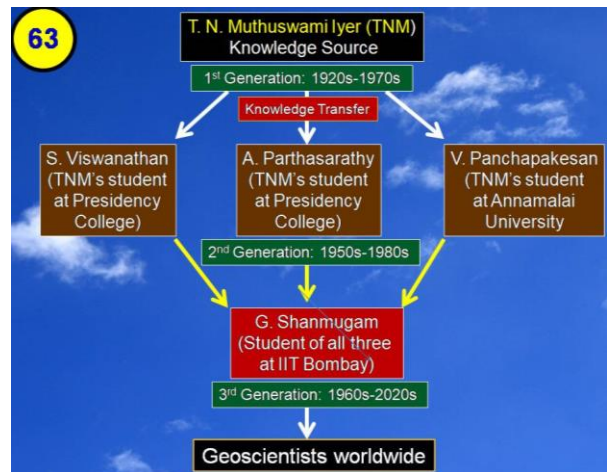 63
T. N. Muthuswami Iyer (TNM)
Knowledge Source
1st Generation: 1920s-1970s
Knowledge Transfer
S. Viswanathan
(TNM's student
at Presidency
College)
A. Parthasarathy
(TNM's student
at Presidency
College)
V. Panchapakesan
(TNM's student
at Annamalai
University
2nd Generation: 1950s-1980s
G. Shanmugam
(Student of all three
at IIT Bombay)
3rd Generation: 1960s-2020s
Geoscientists worldwide